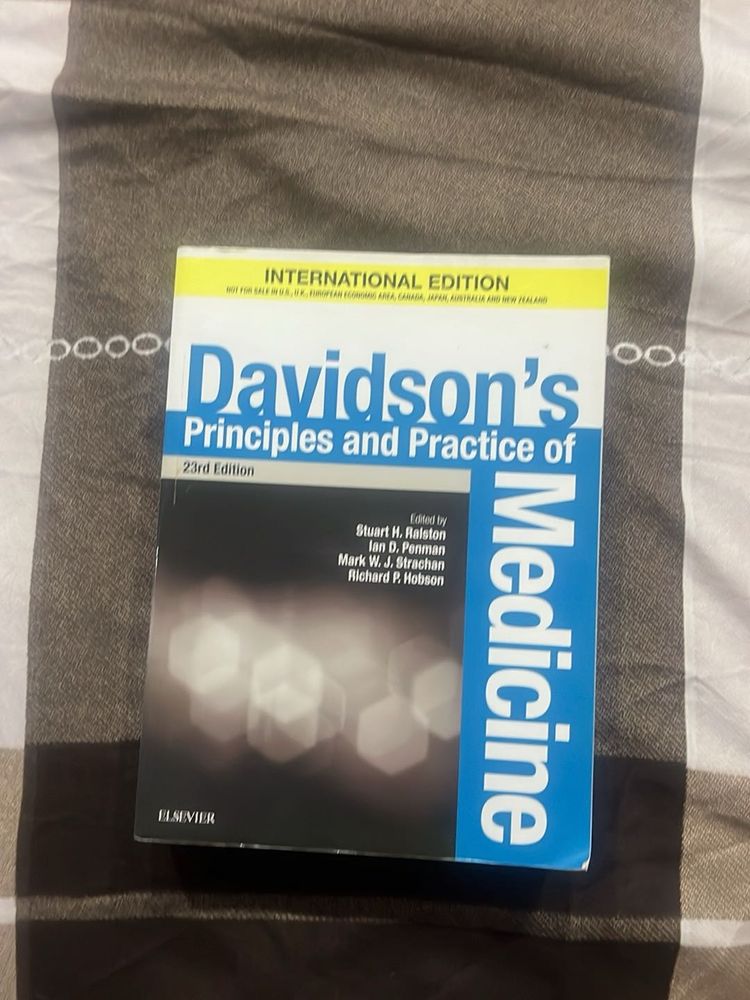 INTERNATIONAL EDITION
NOT FOR SALE IN U.S., U.K., EUROPEAN ECONOMIC AREA, CANADA, JAPAN, AUSTRALIA AND NEW ZEALAND
Davidson's
Principles and Practice of
Medicine
23rd Edition
Edited by
Stuart H. Ralston
Ian D. Penman
Mark W. J. Strachan
Richard P. Hobson
ELSEVIER